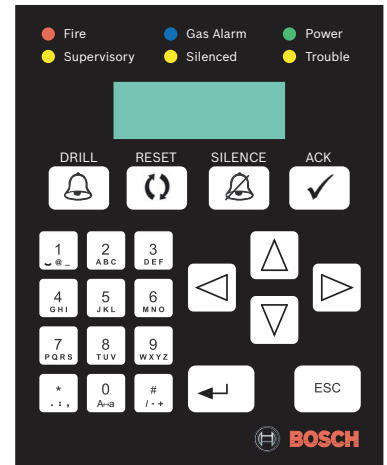 Fire Gas Alarm Power
Supervisory Silenced Trouble
DRILL RESET SILENCE ACK
1 2 3
@ _ ABC DEF
4 5 6
GHI JKL MNO
7 8 9
PQRS TUV WXYZ
* 0 #
. : , A↔a / - +
ESC
BOSCH